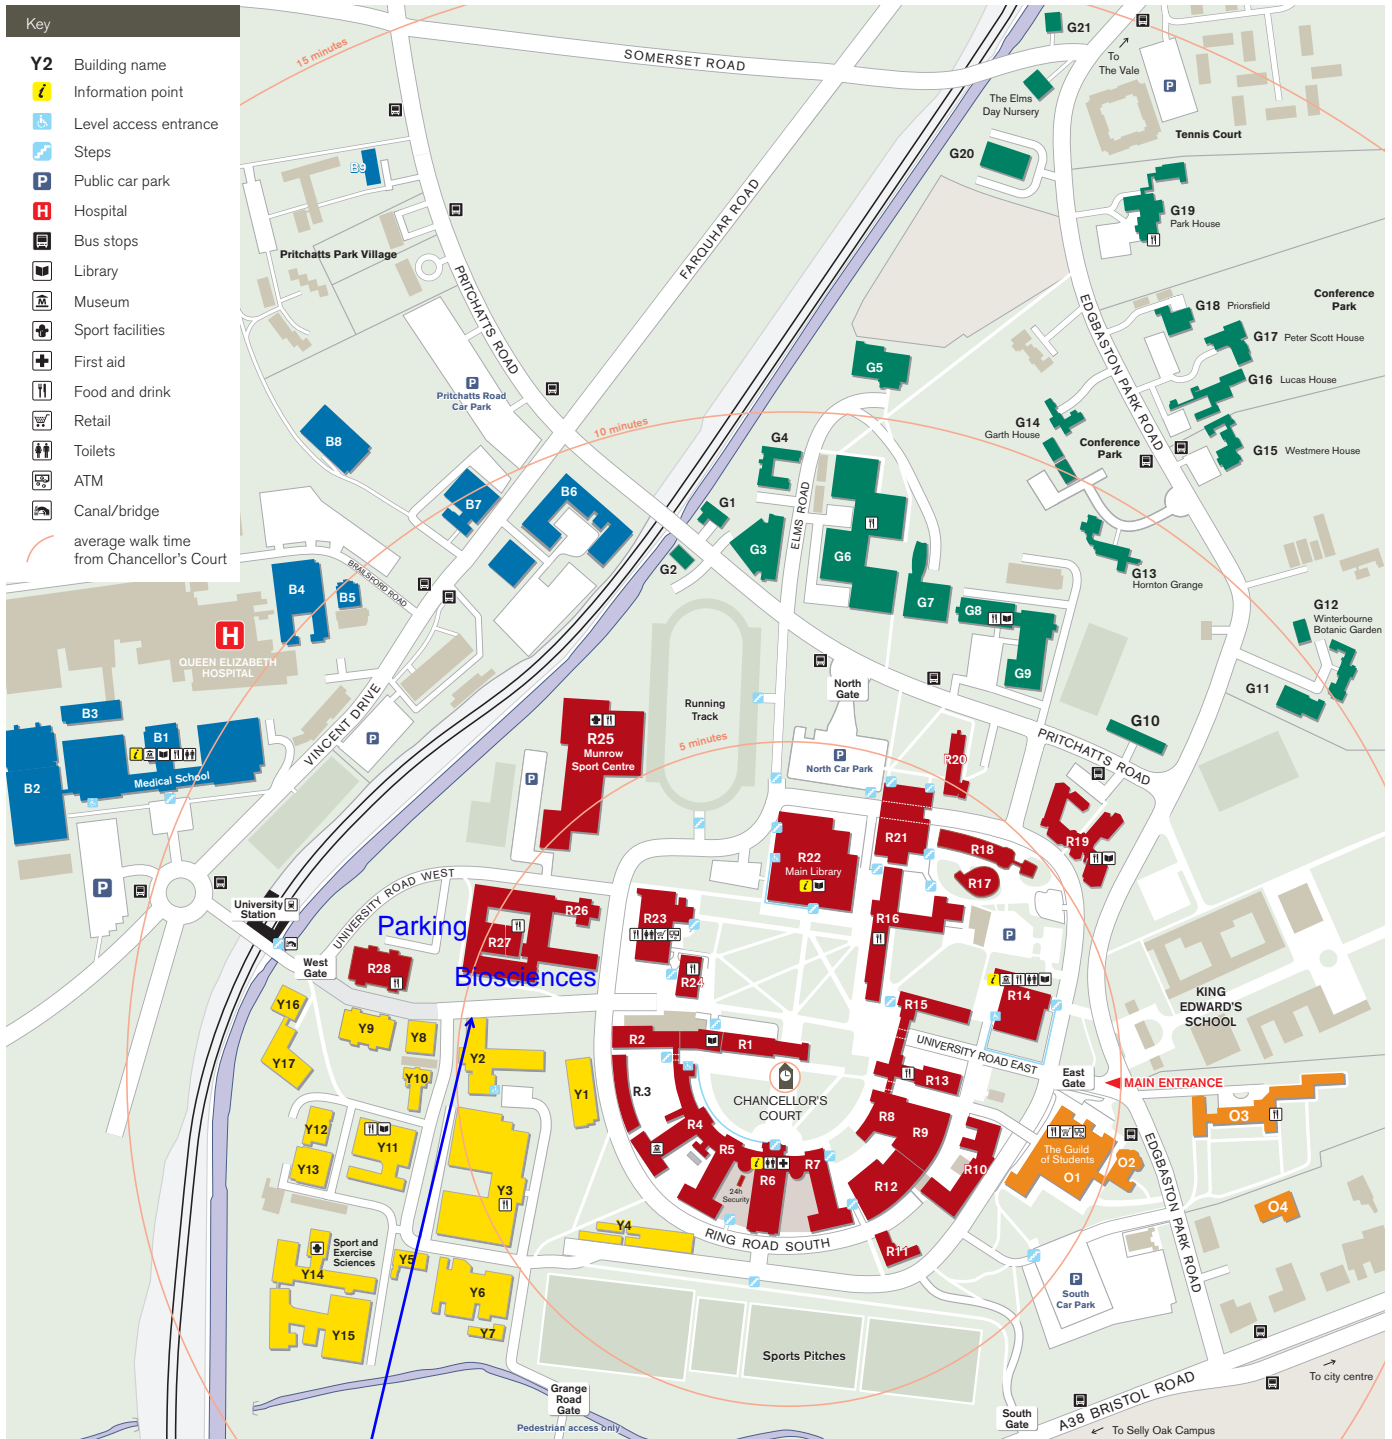 Key
Y2 Building name
i Information point
Level access entrance
Steps
P Public car park
H Hospital
Bus stops
Library
Museum
Sport facilities
First aid
Food and drink
Retail
Toilets
ATM
Canal/bridge
average walk time
from Chancellor's Court
15 minutes
SOMERSET ROAD
G21
To
The Vale
P
The Elms
Day Nursery
Tennis Court
G20
B9
G19
Park House
FARQUHAR ROAD
Pritchatts Park Village
PRITCHATTS ROAD
EDGBASTON PARK ROAD
Conference
Park
G18 Priorsfield
G17 Peter Scott House
G16 Lucas House
G5
P
Pritchatts Road
Car Park
G14
Garth House
Conference
Park
G15 Westmere House
10 minutes
B8
G4
B7
B6
G1
ELMS ROAD
G3
G6
G2
G13
Hornton Grange
BRAILSFORD ROAD
B4
B5
G7
G8
G9
G12
Winterbourne
Botanic Garden
H
QUEEN ELIZABETH
HOSPITAL
North
Gate
G11
VINCENT DRIVE
B3
B1
Medical School
B2
P
R25
Munrow
Sport Centre
Running
Track
5 minutes
G10
PRITCHATTS ROAD
P
North Car Park
R20
P
R21
R18
R19
R22
Main Library
R17
P
UNIVERSITY ROAD WEST
University
Station
Parking
R26
R27
R23
R16
P
West
Gate
R28
Biosciences
R24
R14
KING
EDWARD'S
SCHOOL
R15
Y16
Y9
Y8
Y2
R2
R1
UNIVERSITY ROAD EAST
Y17
Y10
Y1
R.3
CHANCELLOR'S
COURT
R13
East
Gate
MAIN ENTRANCE
Y12
Y11
R4
R8
R9
O3
Y13
R5
R6
R7
R10
The Guild
of Students
O1
O2
EDGBASTON PARK ROAD
Y3
24h
Security
R12
O4
Y4
RING ROAD SOUTH
R11
Sport and
Exercise
Sciences
Y14
Y5
Y6
P
South
Car Park
Y15
Y7
Sports Pitches
To city centre
Grange
Road
Gate
Pedestrian access only
South
Gate
A38 BRISTOL ROAD
To Selly Oak Campus